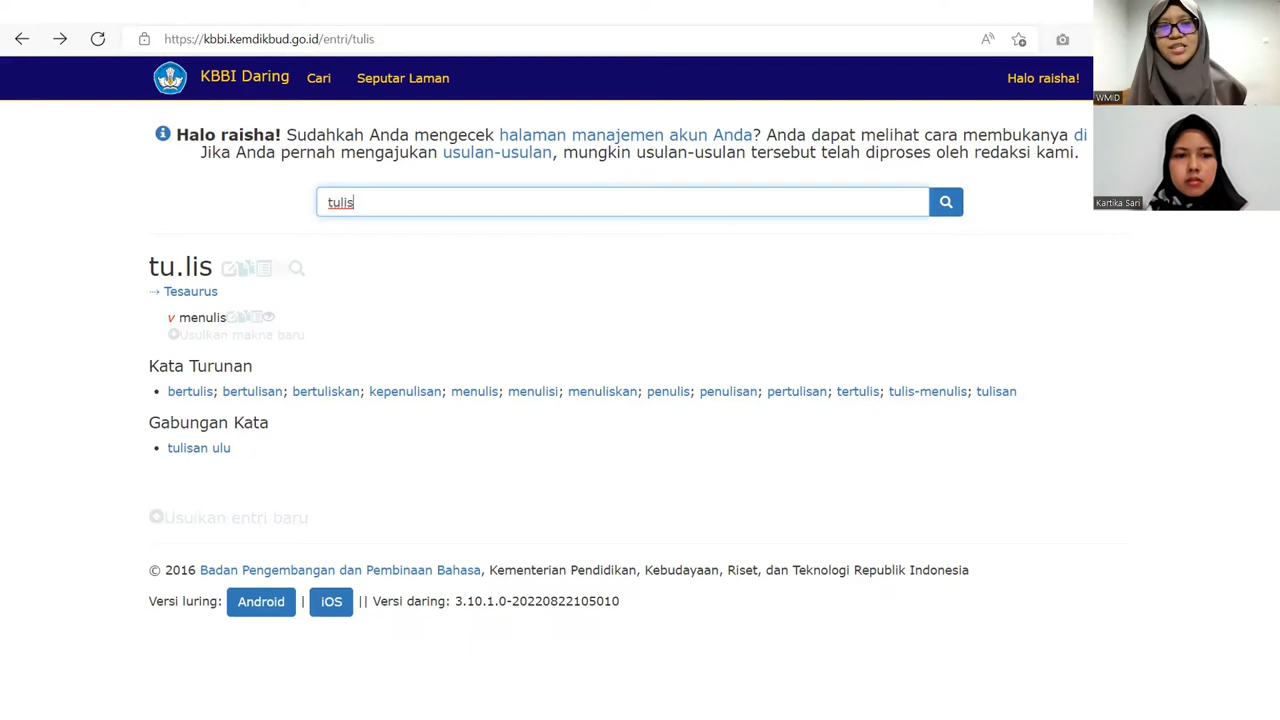 https://kbbi.kemdikbud.go.id/entri/tulis
KBBI Daring Cari Seputar Laman Halo raisha!
WMID
Halo raisha! Sudahkah Anda mengecek halaman manajemen akun Anda? Anda dapat melihat cara membukanya di
Jika Anda pernah mengajukan usulan-usulan, mungkin usulan-usulan tersebut telah diproses oleh redaksi kami.
Kartika Sari
tulis
tu.lis
Tesaurus
v menulis
Usulkan makna baru
Kata Turunan
• bertulis; bertulisan; bertuliskan; kepenulisan; menulis; menulisi; menuliskan; penulis; penulisan; pertulisan; tertulis; tulis-menulis; tulisan
Gabungan Kata
• tulisan ulu
Usulkan entri baru
© 2016 Badan Pengembangan dan Pembinaan Bahasa, Kementerian Pendidikan, Kebudayaan, Riset, dan Teknologi Republik Indonesia
Versi luring: Android | iOS || Versi daring: 3.10.1.0-20220822105010